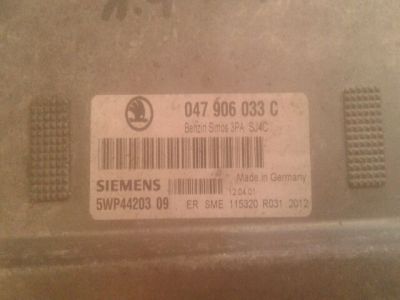 047 906 033 C
Benzin Simos 3PA SJ4C
Made in Germany
SIEMENS
12.04.01
5WP44203 09 ER SME 115320 R031 2012